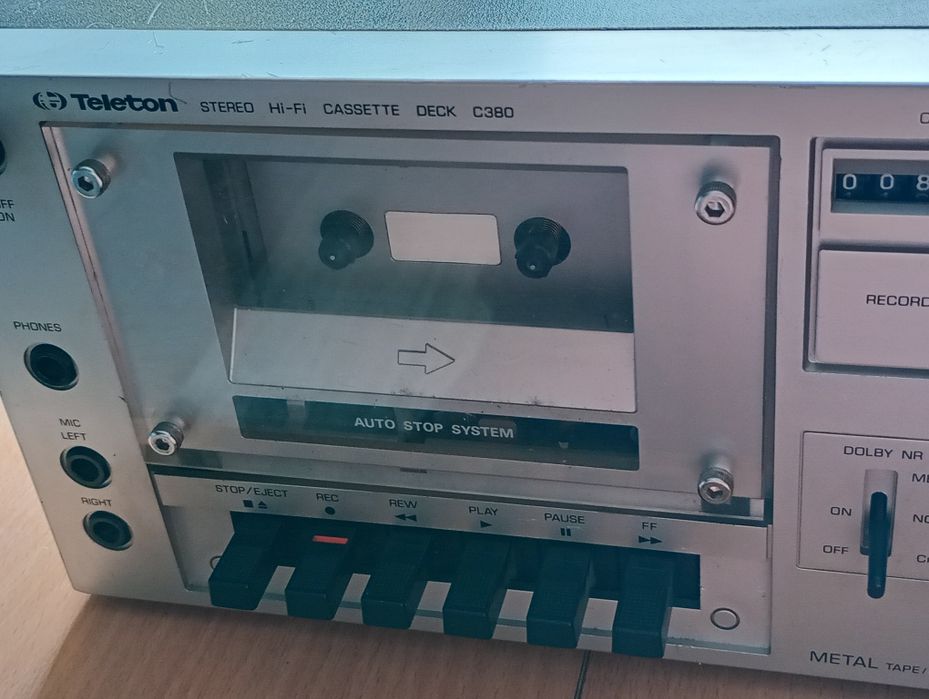 Teleton STEREO Hi-Fi CASSETTE DECK C380
0 0 8
ON
RECORD
PHONES
MIC
LEFT
RIGHT
AUTO STOP SYSTEM
STOP/EJECT REC REW PLAY PAUSE FF
DOLBY NR
ON
OFF
METAL TAPE/